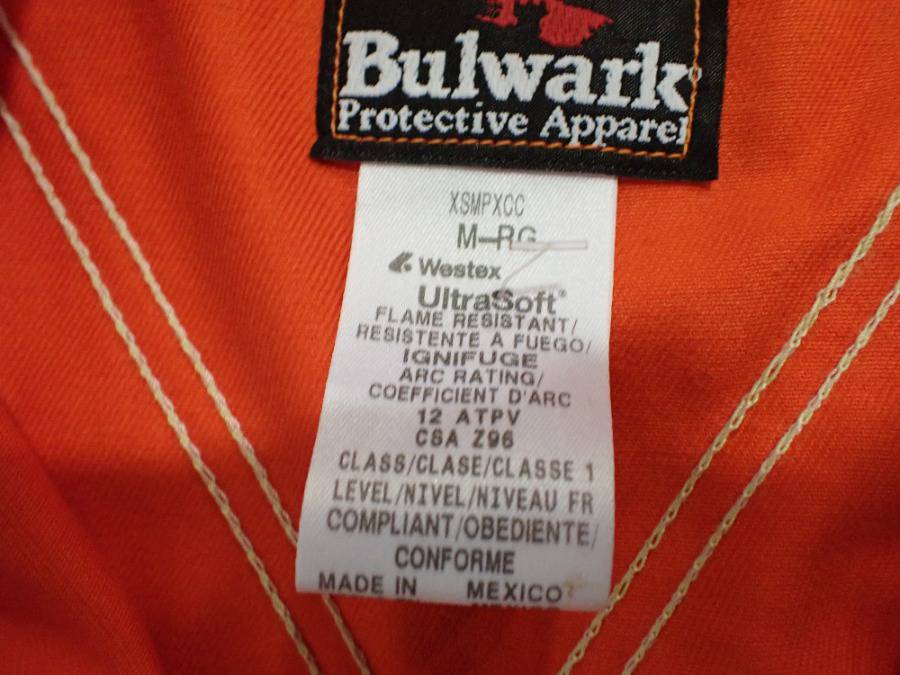 Bulwark
Protective Apparel
XSMPXCC
M-RG
Westex
UltraSoft®
FLAME RESISTANT/
RESISTENTE A FUEGO/
IGNIFUGE
ARC RATING/
COEFFICIENT D'ARC
12 ATPV
CSA Z96
CLASS/CLASE/CLASSE 1
LEVEL/NIVEL/NIVEAU FR
COMPLIANT/OBEDIENTE/
CONFORME
MADE IN MEXICO